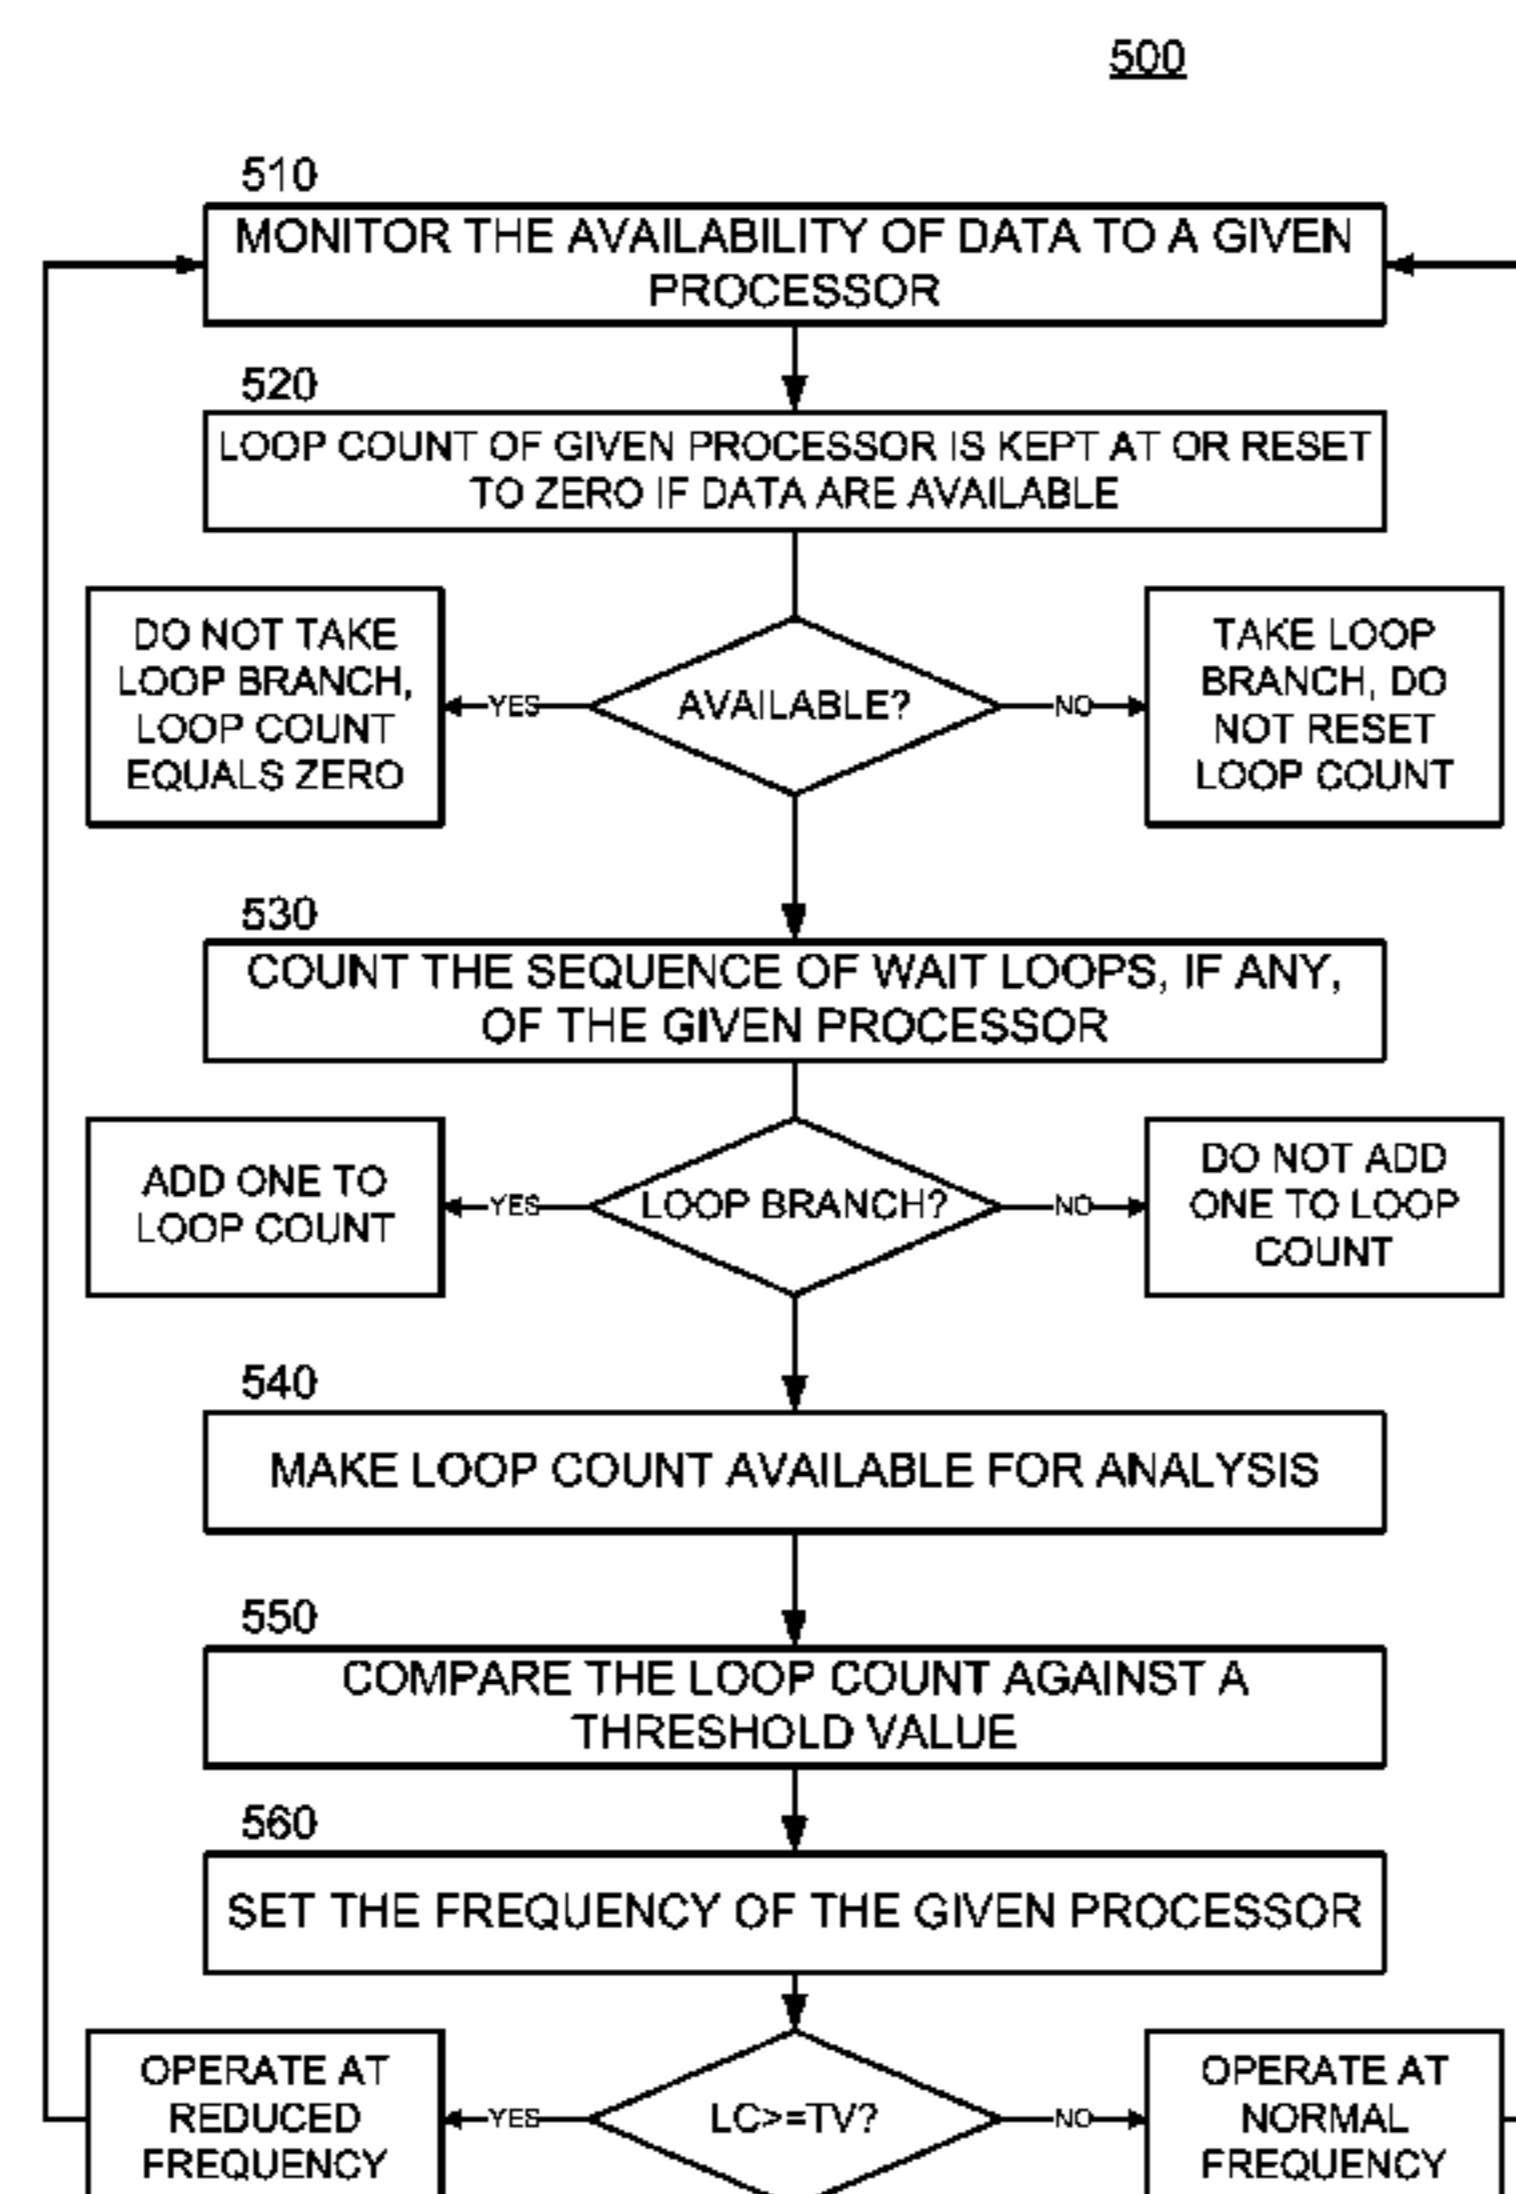 500
510
MONITOR THE AVAILABILITY OF DATA TO A GIVEN
PROCESSOR
520
LOOP COUNT OF GIVEN PROCESSOR IS KEPT AT OR RESET
TO ZERO IF DATA ARE AVAILABLE
DO NOT TAKE
LOOP BRANCH,
LOOP COUNT
EQUALS ZERO
YES
AVAILABLE?
NO
TAKE LOOP
BRANCH, DO
NOT RESET
LOOP COUNT
530
COUNT THE SEQUENCE OF WAIT LOOPS, IF ANY,
OF THE GIVEN PROCESSOR
ADD ONE TO
LOOP COUNT
YES
LOOP BRANCH?
NO
DO NOT ADD
ONE TO LOOP
COUNT
540
MAKE LOOP COUNT AVAILABLE FOR ANALYSIS
550
COMPARE THE LOOP COUNT AGAINST A
THRESHOLD VALUE
560
SET THE FREQUENCY OF THE GIVEN PROCESSOR
OPERATE AT
REDUCED
FREQUENCY
YES
LC>=TV?
NO
OPERATE AT
NORMAL
FREQUENCY